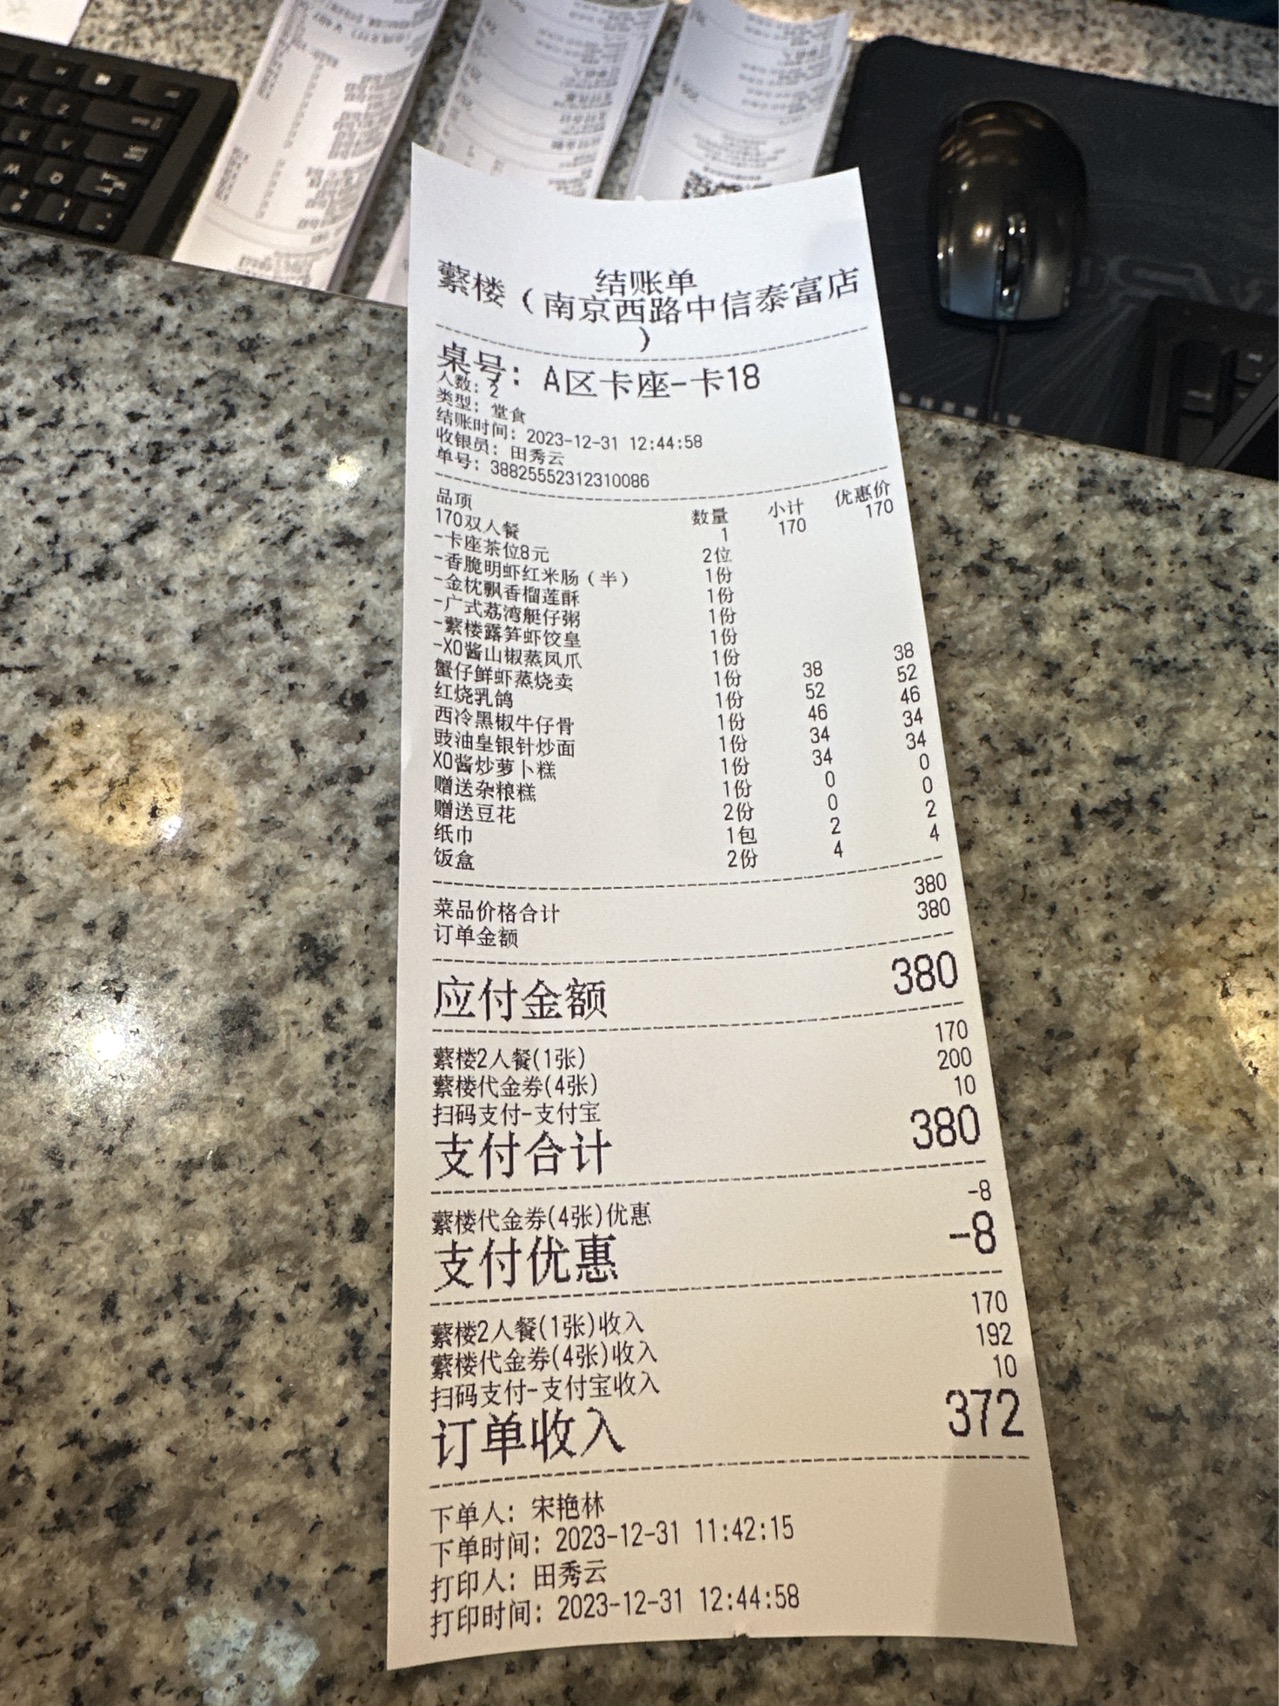 结账单
蘩楼（南京西路中信泰富店
）
桌号: A区卡座-卡18
人数: 2
类型: 堂食
结账时间: 2023-12-31 12:44:58
收银员: 田秀云
单号: 38825552312310086
品项 数量 小计 优惠价
170双人餐 1 170 170
-卡座茶位8元 2位
-香脆明虾红米肠（半） 1份
-金枕飘香榴莲酥 1份
-广式荔湾艇仔粥 1份
-蘩楼露笋虾饺皇 1份
-XO酱山椒蒸凤爪 1份
蟹仔鲜虾蒸烧卖 1份 38 38
红烧乳鸽 1份 52 52
西冷黑椒牛仔骨 1份 46 46
豉油皇银针炒面 1份 34 34
XO酱炒萝卜糕 1份 34 34
赠送杂粮糕 1份 0 0
赠送豆花 2份 0 0
纸巾 1包 2 2
饭盒 2份 4 4
菜品价格合计 380
订单金额 380
应付金额 380
蘩楼2人餐(1张) 170
蘩楼代金券(4张) 200
扫码支付-支付宝 10
支付合计 380
蘩楼代金券(4张)优惠 -8
支付优惠 -8
蘩楼2人餐(1张)收入 170
蘩楼代金券(4张)收入 192
扫码支付-支付宝收入 10
订单收入 372
下单人: 宋艳林
下单时间: 2023-12-31 11:42:15
打印人: 田秀云
打印时间: 2023-12-31 12:44:58